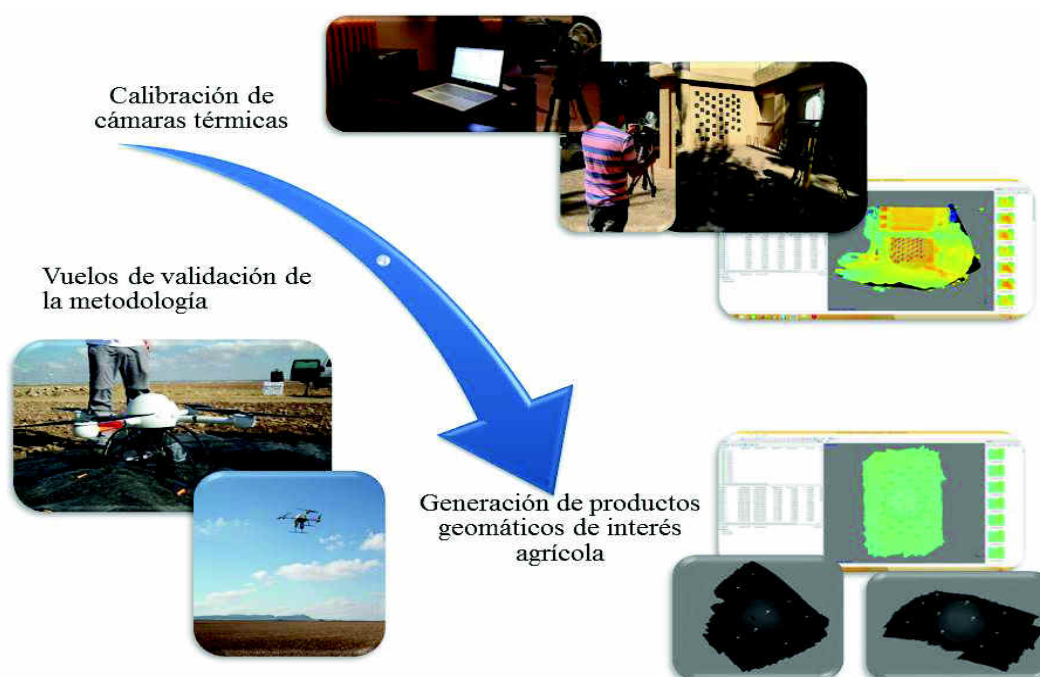 Calibración de
cámaras térmicas
Vuelos de validación de
la metodología
Generación de productos
geomáticos de interés
agrícola